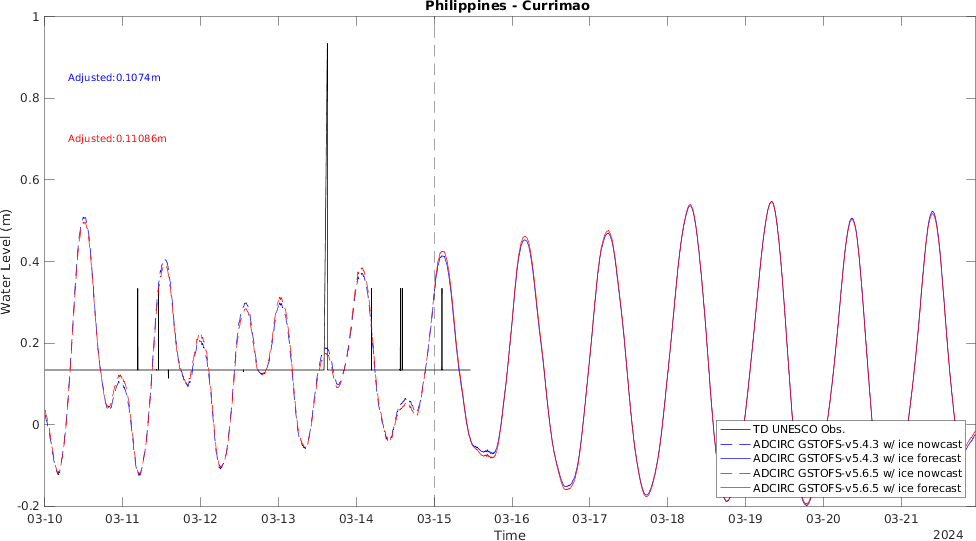 Philippines - Currimao
Adjusted:0.1074m
Adjusted:0.11086m
Water Level (m)
1
0.8
0.6
0.4
0.2
0
-0.2
TD UNESCO Obs.
ADCIRC GSTOFS-v5.4.3 w/ ice nowcast
ADCIRC GSTOFS-v5.4.3 w/ ice forecast
ADCIRC GSTOFS-v5.6.5 w/ ice nowcast
ADCIRC GSTOFS-v5.6.5 w/ ice forecast
03-10 03-11 03-12 03-13 03-14 03-15 03-16 03-17 03-18 03-19 03-20 03-21
Time
2024